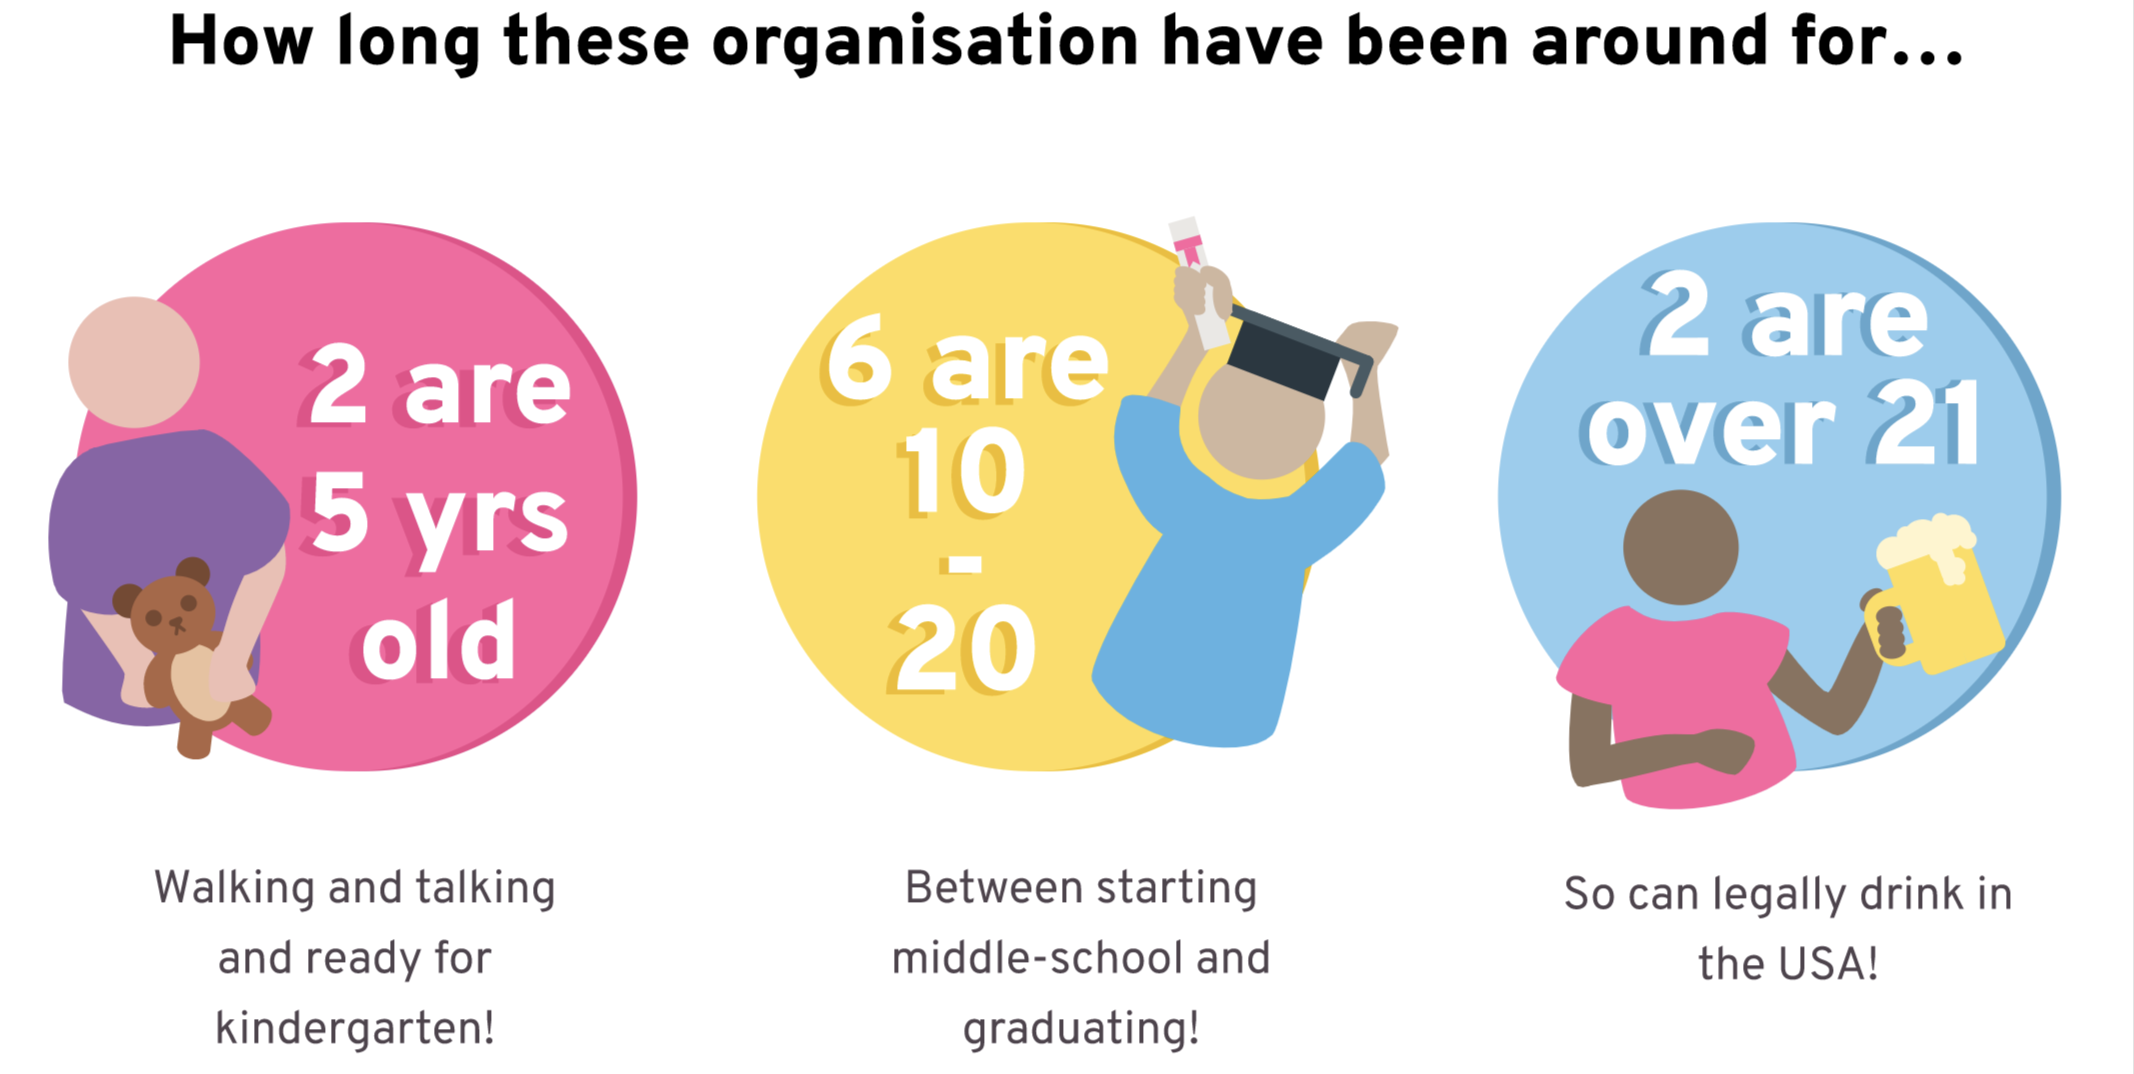 How long these organisation have been around for...
2 are
5 yrs
old
6 are
10
-
20
2 are
over 21
Walking and talking
and ready for
kindergarten!
Between starting
middle-school and
graduating!
So can legally drink in
the USA!